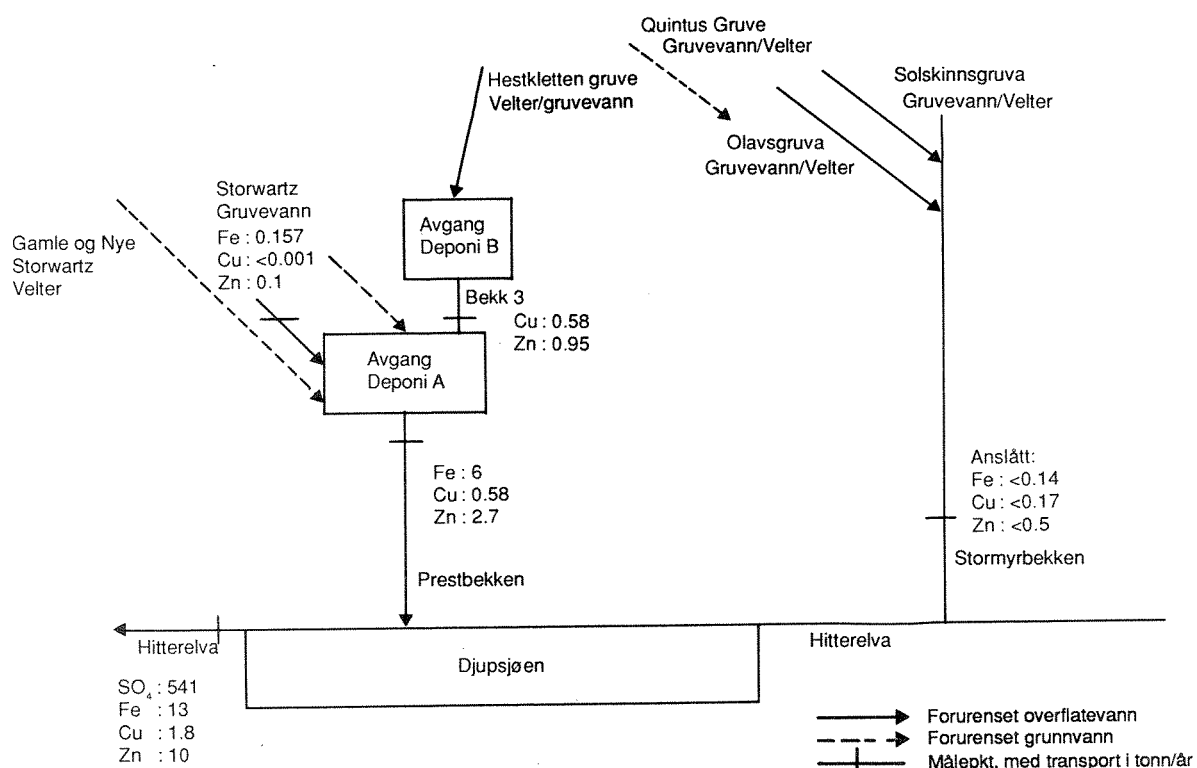 Quintus Gruve
Gruvevann/Velter
Hestkletten gruve
Velter/gruvevann
Solskinnsgruva
Gruvevann/Velter
Olavsgruva
Gruvevann/Velter
Storwartz
Gruvevann
Fe : 0.157
Cu : <0.001
Zn : 0.1
Gamle og Nye
Storwartz
Velter
Avgang
Deponi B
Bekk 3
Cu : 0.58
Zn : 0.95
Avgang
Deponi A
Fe : 6
Cu : 0.58
Zn : 2.7
Prestbekken
Anslått:
Fe : <0.14
Cu : <0.17
Zn : <0.5
Stormyrbekken
Hitterelva
Djupsjøen
Hitterelva
SO₄ : 541
Fe : 13
Cu : 1.8
Zn : 10
Forurenset overflatevann
Forurenset grunnvann
Målepkt. med transport i tonn/år